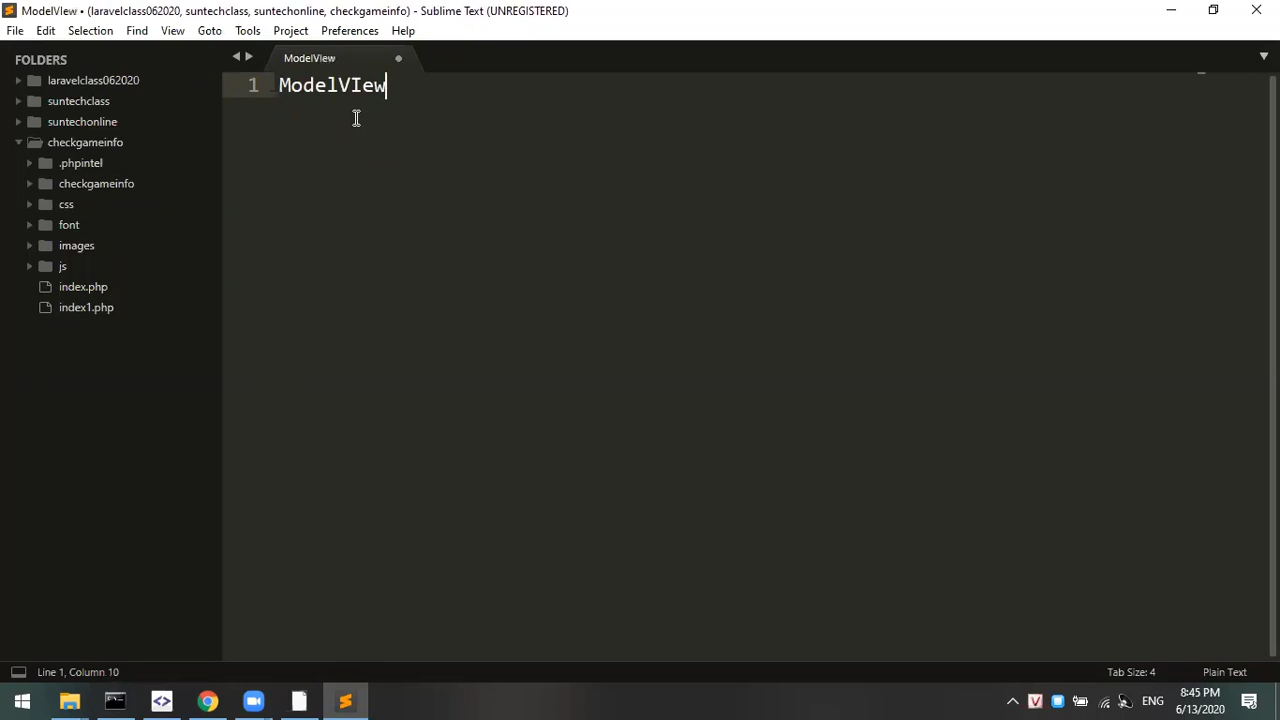 ModelVIew • (laravelclass062020, suntechclass, suntechonline, checkgameinfo) - Sublime Text (UNREGISTERED)
File Edit Selection Find View Goto Tools Project Preferences Help
FOLDERS
laravelclass062020
suntechclass
suntechonline
checkgameinfo
.phpintel
checkgameinfo
css
font
images
js
index.php
index1.php
ModelVIew
1 ModelVIew
Line 1, Column 10
Tab Size: 4
Plain Text
ENG
8:45 PM
6/13/2020